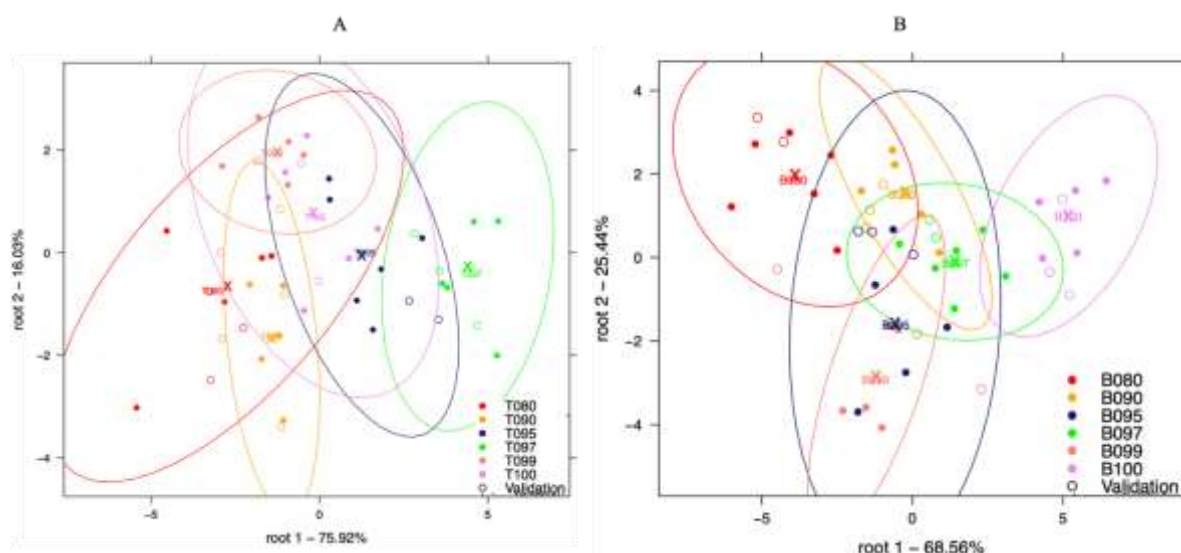 A
B
root 2 – 16.03%
2
0
-2
-4
T080
T080
T090
T095
T097
T099
T100
Validation
-5
0
5
root 1 – 75.92%
root 2 – 25.44%
4
2
0
-2
-4
B080
B080
B090
B095
B097
B099
B100
Validation
-5
0
5
root 1 – 68.56%